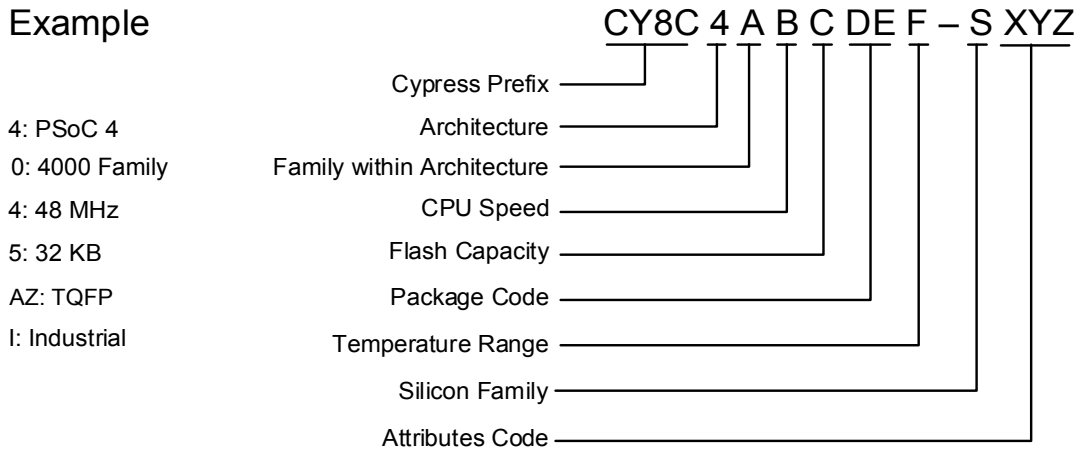 Example CY8C 4 A B C DE F – S XYZ
Cypress Prefix
4: PSoC 4 Architecture
0: 4000 Family Family within Architecture
4: 48 MHz CPU Speed
5: 32 KB Flash Capacity
AZ: TQFP Package Code
I: Industrial Temperature Range
Silicon Family
Attributes Code